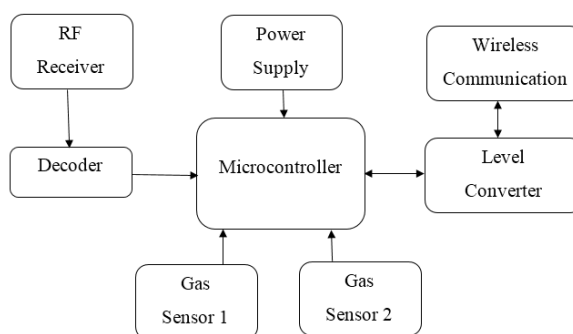 RF
Receiver
Power
Supply
Wireless
Communication
Decoder
Microcontroller
Level
Converter
Gas
Sensor 1
Gas
Sensor 2